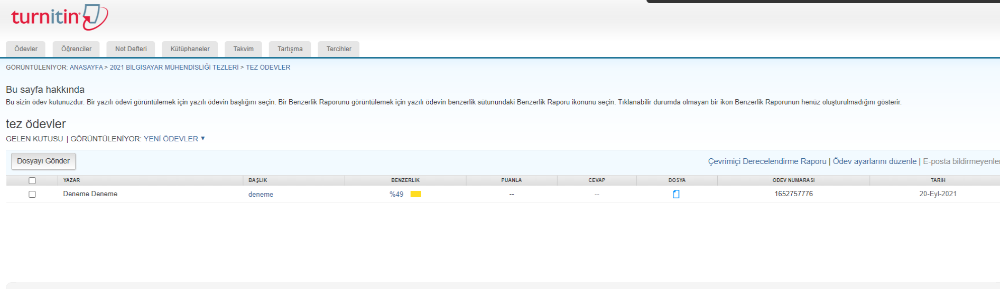 turnitin
Ödevler Öğrenciler Not Defteri Kütüphaneler Takvim Tartışma Tercihler
GÖRÜNTÜLENİYOR: ANASAYFA > 2021 BİLGİSAYAR MÜHENDİSLİĞİ TEZLERİ > TEZ ÖDEVLER
Bu sayfa hakkında
Bu sizin ödev kutunuzdur. Bir yazılı ödevi görüntülemek için yazılı ödevin başlığını seçin. Bir Benzerlik Raporunu görüntülemek için yazılı ödevin benzerlik sütunundaki Benzerlik Raporu ikonunu seçin. Tıklanabilir durumda olmayan bir ikon Benzerlik Raporunun henüz oluşturulmadığını gösterir.
tez ödevler
GELEN KUTUSU | GÖRÜNTÜLENİYOR: YENİ ÖDEVLER ▼
Dosyayı Gönder Çevrimiçi Derecelendirme Raporu | Ödev ayarlarını düzenle | E-posta bildirmeyenler
YAZAR BAŞLIK BENZERLİK PUANLA CEVAP DOSYA ÖDEV NUMARASI TARİH
Deneme Deneme deneme %49 -- -- 1652757776 20-Eyl-2021